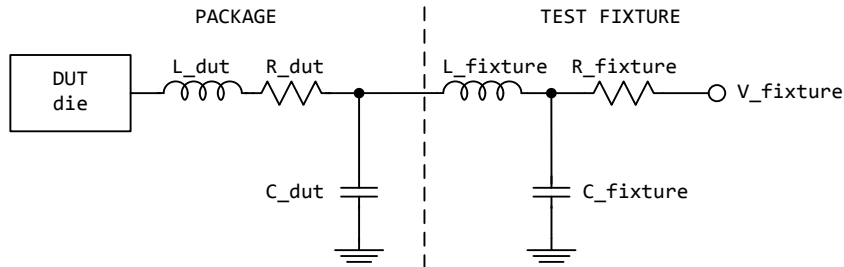 PACKAGE
TEST FIXTURE
L_dut
R_dut
L_fixture
R_fixture
DUT
die
V_fixture
C_dut
C_fixture